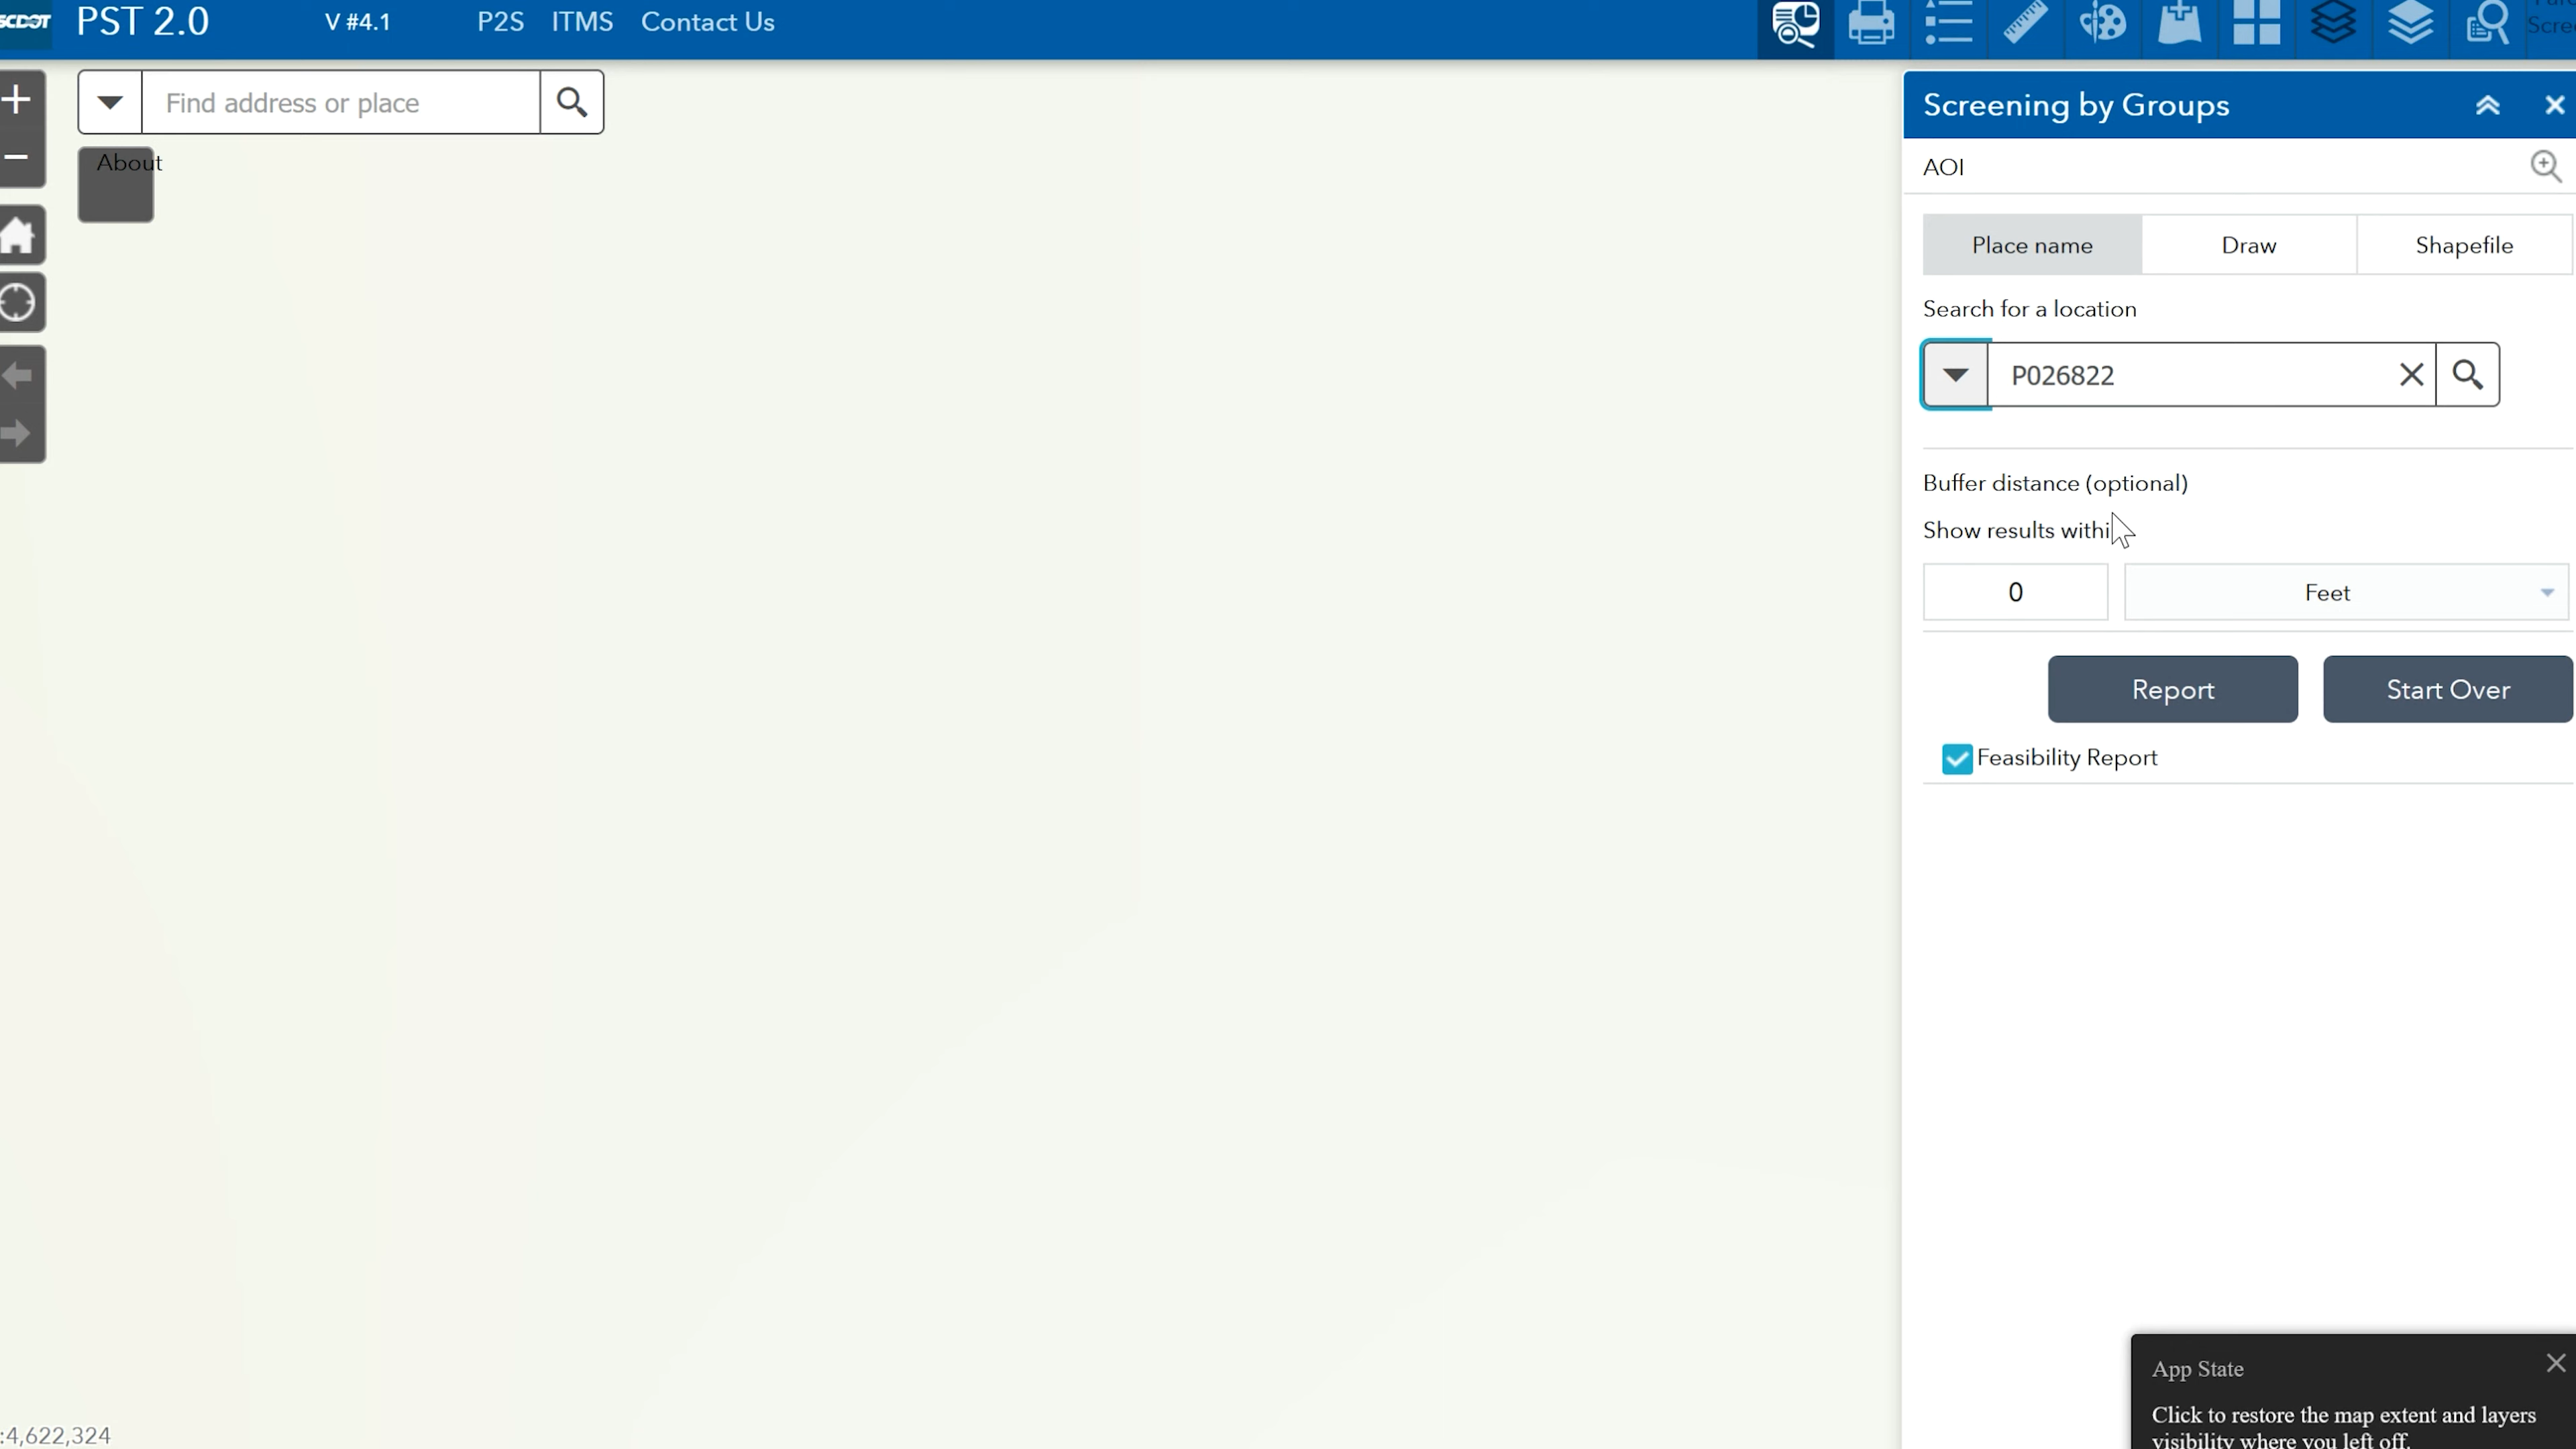 SCDOT PST 2.0 V #4.1 P2S ITMS Contact Us
Find address or place
About
Screening by Groups
AOI
Place name Draw Shapefile
Search for a location
P026822
Buffer distance (optional)
Show results withi
0 Feet
Report Start Over
Feasibility Report
App State
Click to restore the map extent and layers
visibility where you left off.
:4,622,324